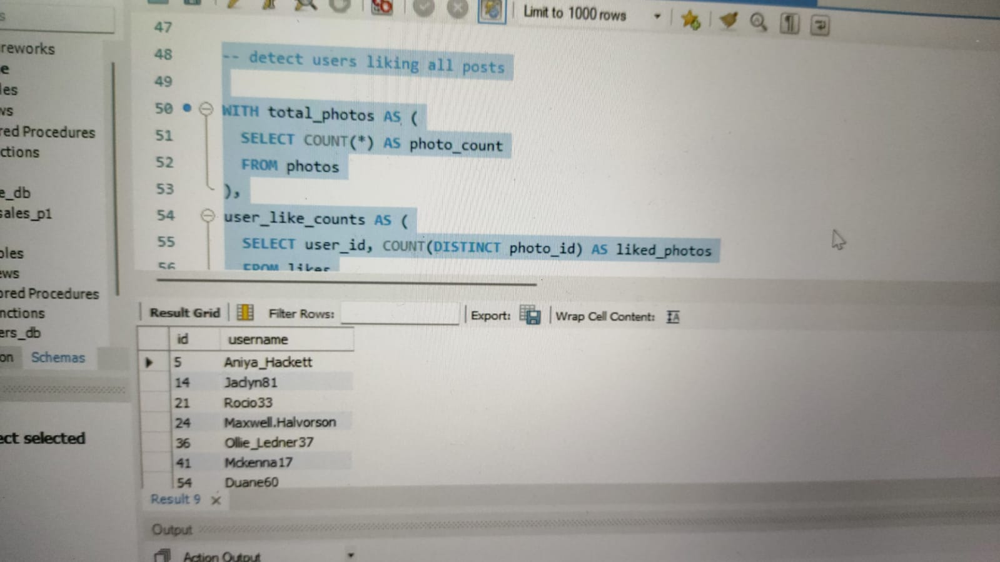 Limit to 1000 rows
reworks
e
les
ws
red Procedures
ctions
e_db
sales_p1
bles
ews
ored Procedures
nctions
ers_db
on Schemas
ect selected
47
48 -- detect users liking all posts
49
50 WITH total_photos AS (
51 SELECT COUNT(*) AS photo_count
52 FROM photos
53 ),
54 user_like_counts AS (
55 SELECT user_id, COUNT(DISTINCT photo_id) AS liked_photos
56 FROM likes
Result Grid Filter Rows: Export: Wrap Cell Content: IA
id username
5 Aniya_Hackett
14 Jadyn81
21 Rocio33
24 Maxwell.Halvorson
36 Ollie_Ledner37
41 Mckenna17
54 Duane60
Result 9
Output
Action Output